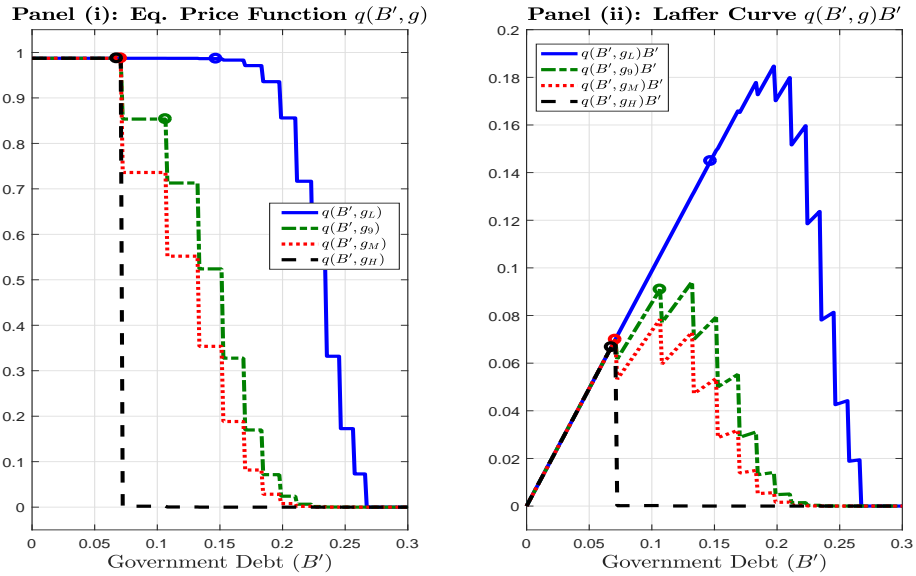 Panel (i): Eq. Price Function q(B′, g)
1
0.9
0.8
0.7
0.6
0.5
0.4
0.3
0.2
0.1
0
0 0.05 0.1 0.15 0.2 0.25 0.3
Government Debt (B′)
q(B′, g_L)
q(B′, g_9)
q(B′, g_M)
q(B′, g_H)
Panel (ii): Laffer Curve q(B′, g)B′
0.2
0.18
0.16
0.14
0.12
0.1
0.08
0.06
0.04
0.02
0
0 0.05 0.1 0.15 0.2 0.25 0.3
Government Debt (B′)
q(B′, g_L)B′
q(B′, g_9)B′
q(B′, g_M)B′
q(B′, g_H)B′